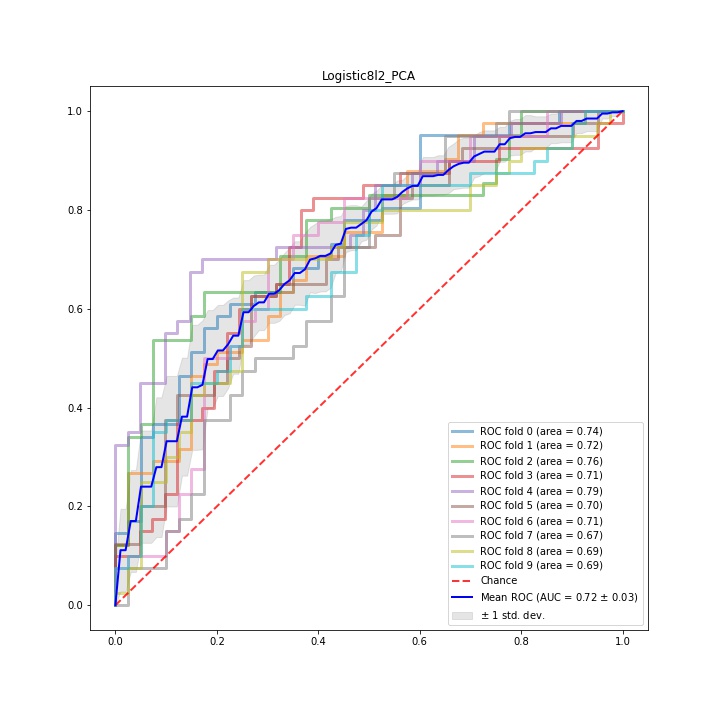 Logistic8l2_PCA
1.0
0.8
0.6
0.4
0.2
0.0
0.0 0.2 0.4 0.6 0.8 1.0
ROC fold 0 (area = 0.74)
ROC fold 1 (area = 0.72)
ROC fold 2 (area = 0.76)
ROC fold 3 (area = 0.71)
ROC fold 4 (area = 0.79)
ROC fold 5 (area = 0.70)
ROC fold 6 (area = 0.71)
ROC fold 7 (area = 0.67)
ROC fold 8 (area = 0.69)
ROC fold 9 (area = 0.69)
Chance
Mean ROC (AUC = 0.72 ± 0.03)
± 1 std. dev.